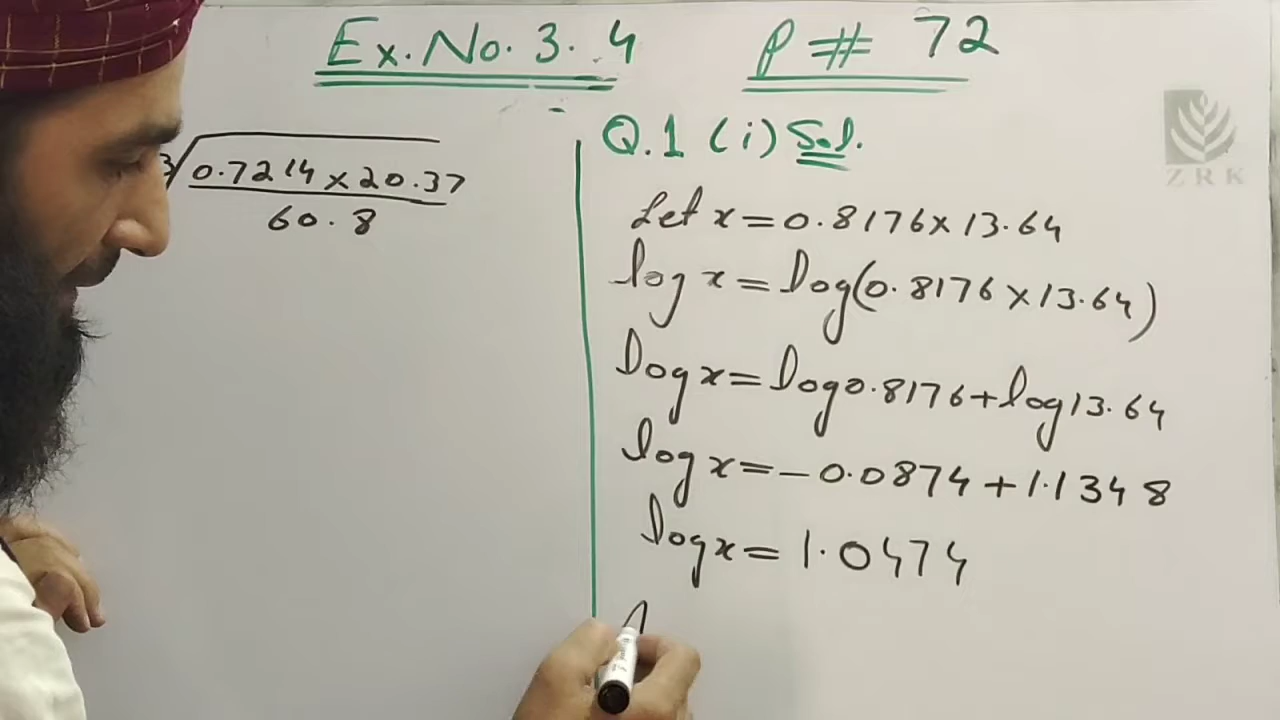 Ex. No. 3. 4
P # 72
3√
0.7214 × 20.37
60.8
Q.1 (i) Sol.
Let x = 0.8176 × 13.64
log x = log(0.8176 × 13.64)
log x = log 0.8176 + log 13.64
log x = - 0.0874 + 1.1348
log x = 1.0474
ZRK